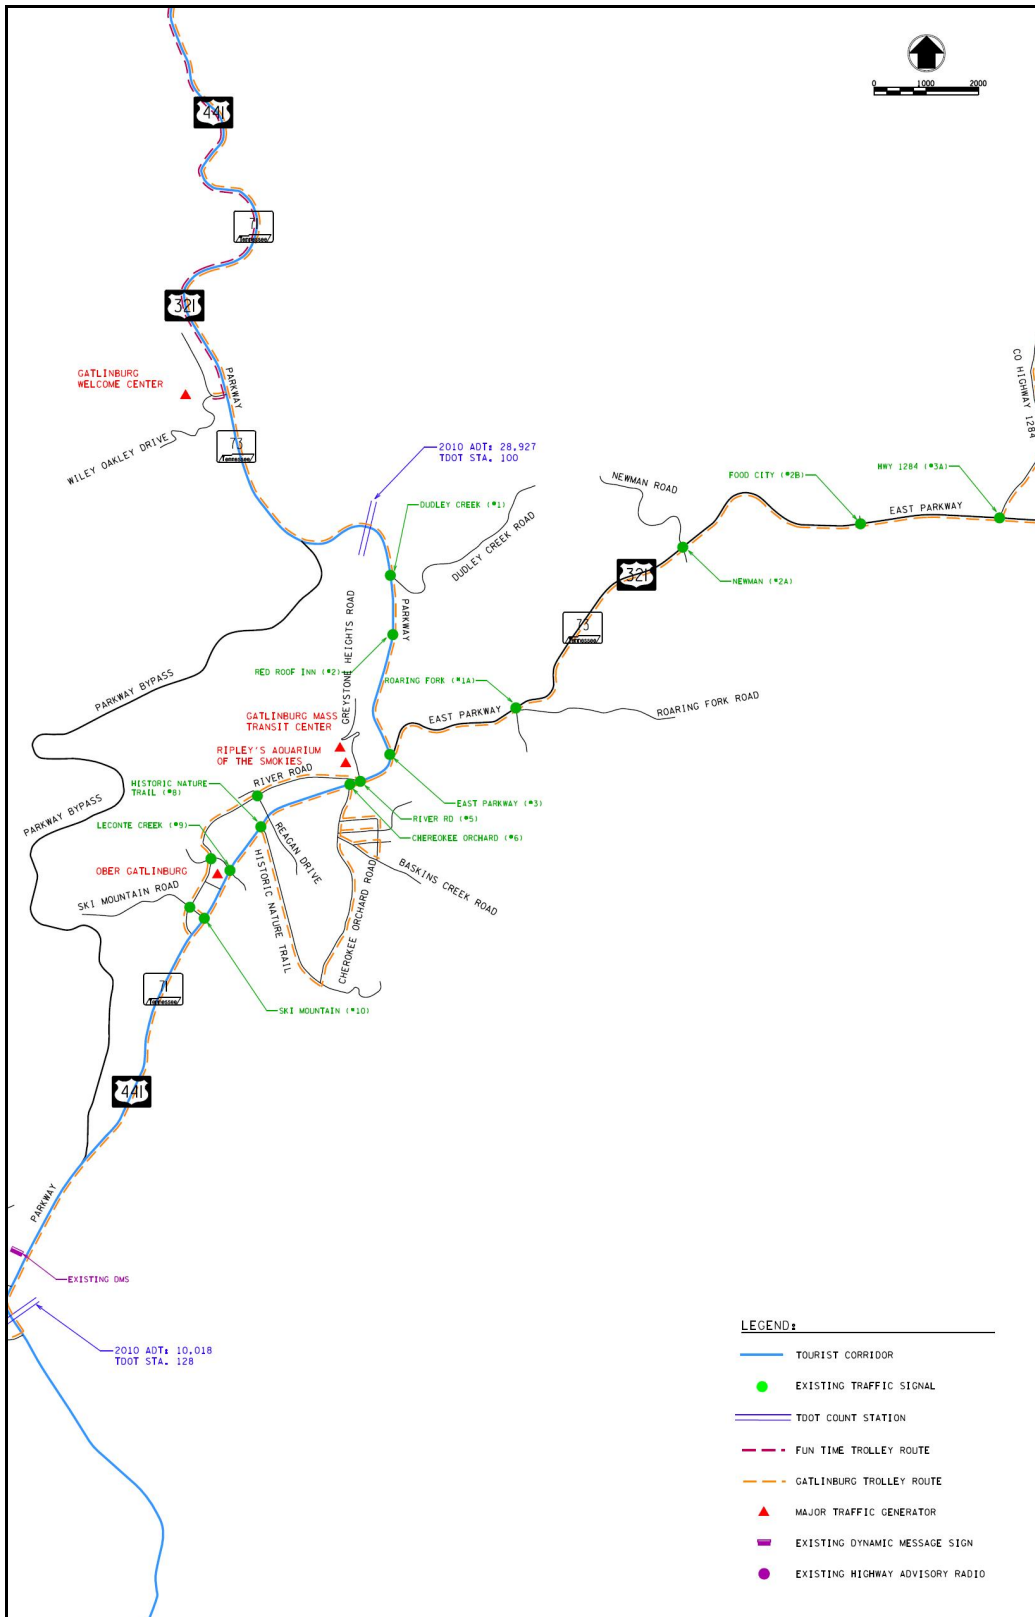 0 1000 2000
441
71
Tennessee
321
GATLINBURG
WELCOME CENTER
PARKWAY
WILEY OAKLEY DRIVE
73
Tennessee
2010 ADT: 28,927
TDOT STA. 100
DUDLEY CREEK (#1)
DUDLEY CREEK ROAD
NEWMAN ROAD
FOOD CITY (#2B)
HWY 1284 (#3A)
CO HIGHWY 1284
EAST PARKWAY
NEWMAN (#2A)
321
73
Tennessee
PARKWAY
GREYSTONE HEIGHTS ROAD
RED ROOF INN (#2)
ROARING FORK (#1A)
ROARING FORK ROAD
EAST PARKWAY
PARKWAY BYPASS
GATLINBURG MASS
TRANSIT CENTER
RIPLEY'S AQUARIUM
OF THE SMOKIES
RIVER ROAD
HISTORIC NATURE
TRAIL (#8)
EAST PARKWAY (#3)
RIVER RD (#5)
CHEREOKEE ORCHARD (#6)
PARKWAY BYPASS
LECONTE CREEK (#9)
REAGAN DRIVE
BASKINS CREEK ROAD
OBER GATLINBURG
SKI MOUNTAIN ROAD
HISTORIC NATURE TRAIL
CHEROKEE ORCHARD ROAD
71
Tennessee
SKI MOUNTAIN (#10)
441
PARKWAY
EXISTING DMS
2010 ADT: 10,018
TDOT STA. 128
LEGEND:
TOURIST CORRIDOR
EXISTING TRAFFIC SIGNAL
TDOT COUNT STATION
FUN TIME TROLLEY ROUTE
GATLINBURG TROLLEY ROUTE
MAJOR TRAFFIC GENERATOR
EXISTING DYNAMIC MESSAGE SIGN
EXISTING HIGHWAY ADVISORY RADIO